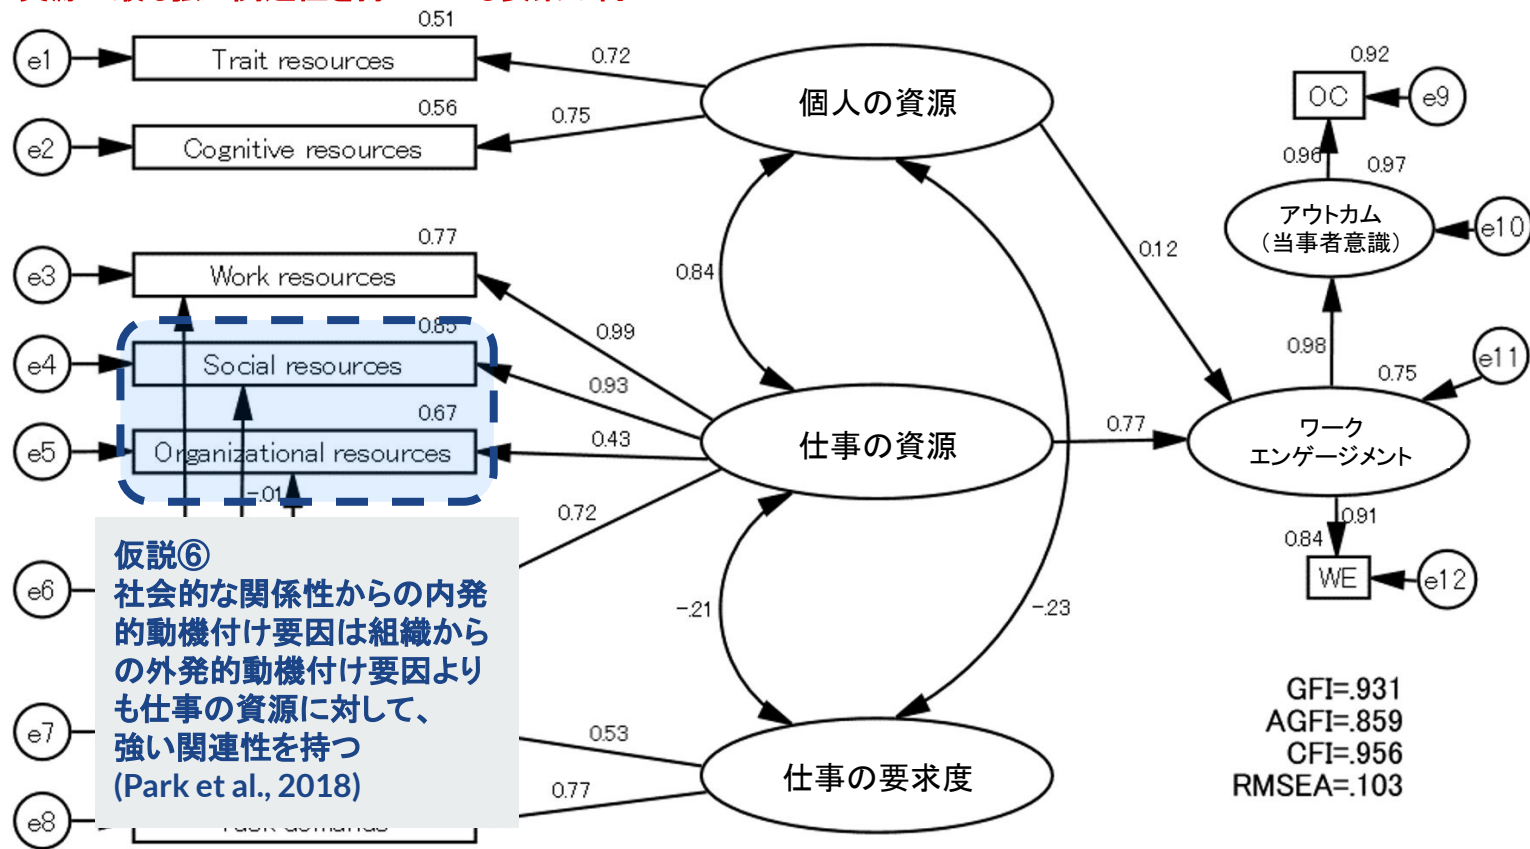 0.51
e1
Trait resources
0.72
個人の資源
0.92
OC
e9
0.56
0.75
e2
Cognitive resources
0.96
0.97
アウトカム
（当事者意識）
e10
0.77
0.12
e3
Work resources
0.84
0.99
0.85
e4
Social resources
0.98
e11
0.93
0.75
0.67
0.43
0.77
ワーク
エンゲージメント
e5
Organizational resources
仕事の資源
-.01
0.72
0.91
0.84
WE
e12
e6
仮説⑥
社会的な関係性からの内発
的動機付け要因は組織から
の外発的動機付け要因より
も仕事の資源に対して、
強い関連性を持つ
(Park et al., 2018)
-.21
-.23
GFI=.931
AGFI=.859
CFI=.956
RMSEA=.103
e7
0.53
仕事の要求度
0.77
e8